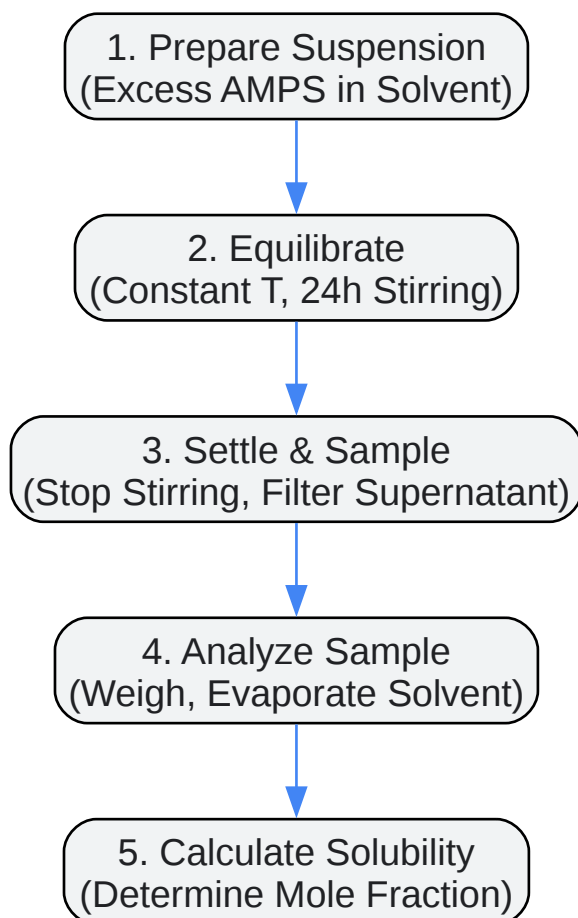 1. Prepare Suspension
(Excess AMPS in Solvent)
2. Equilibrate
(Constant T, 24h Stirring)
3. Settle & Sample
(Stop Stirring, Filter Supernatant)
4. Analyze Sample
(Weigh, Evaporate Solvent)
5. Calculate Solubility
(Determine Mole Fraction)